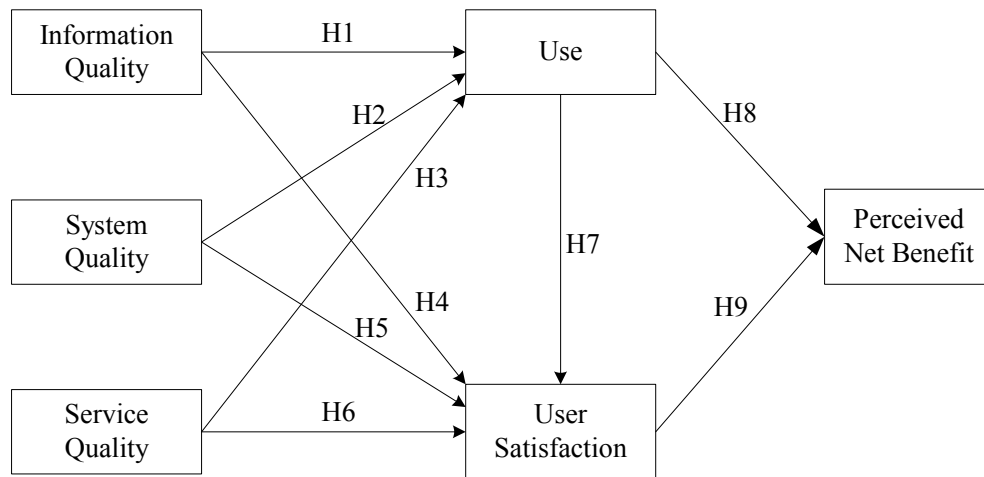 Information
Quality
H1
Use
H2
H8
H3
System
Quality
Perceived
Net Benefit
H7
H4
H5
H9
Service
Quality
H6
User
Satisfaction